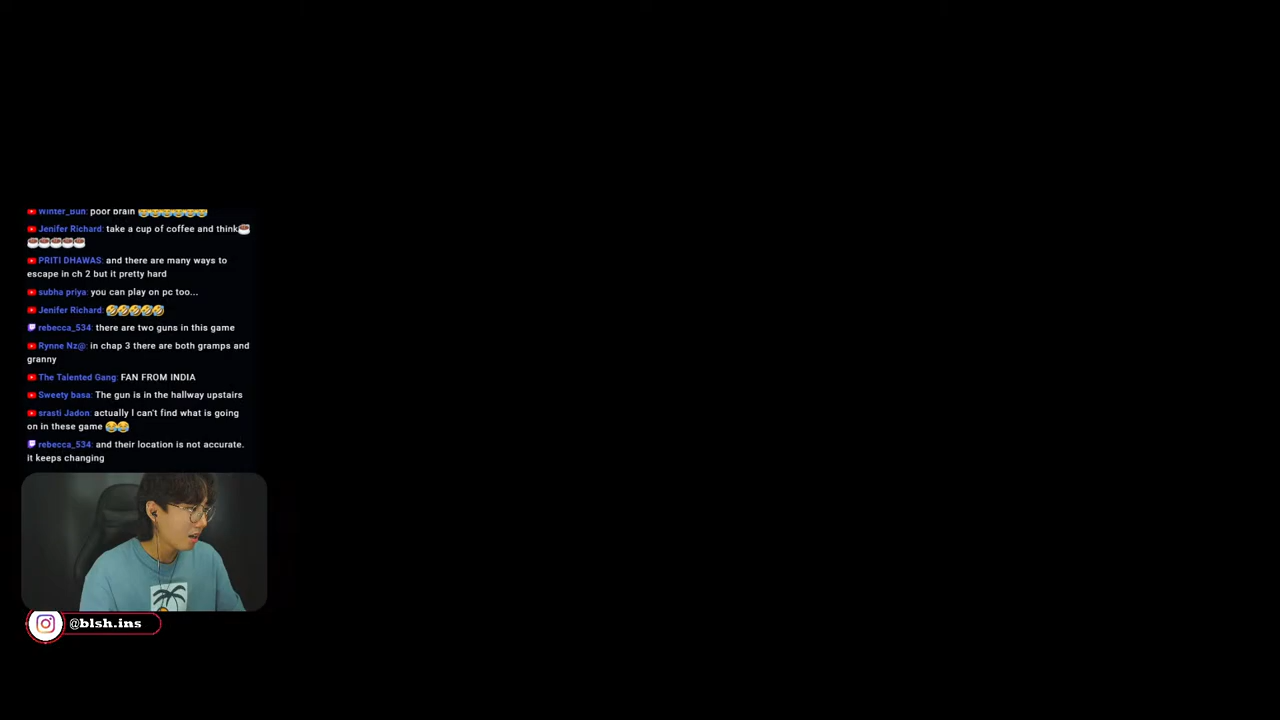 Winter_Bun: poor brain 😂😂😂😂😂😂
Jenifer Richard: take a cup of coffee and think☕
☕☕☕☕☕
PRITI DHAWAS: and there are many ways to
escape in ch 2 but it pretty hard
subha priya: you can play on pc too...
Jenifer Richard: 🤣🤣🤣🤣🤣
rebecca_534: there are two guns in this game
Rynne Nz@: in chap 3 there are both gramps and
granny
The Talented Gang: FAN FROM INDIA
Sweety basa: The gun is in the hallway upstairs
srasti Jadon: actually I can't find what is going
on in these game 😂😂
rebecca_534: and their location is not accurate.
it keeps changing
@blsh.ins